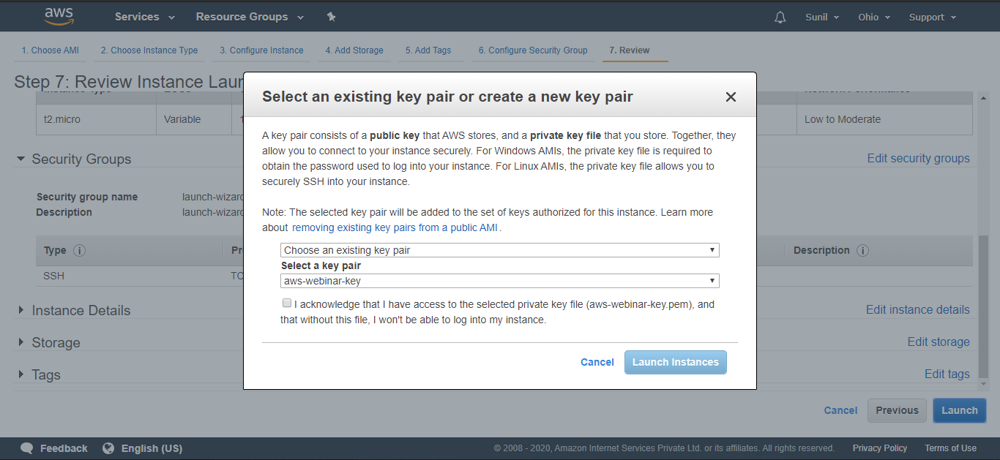 aws Services Resource Groups Sunil Ohio Support
1. Choose AMI 2. Choose Instance Type 3. Configure Instance 4. Add Storage 5. Add Tags 6. Configure Security Group 7. Review
Step 7: Review Instance Laun
t2.micro Variable Low to Moderate
Security Groups Edit security groups
Security group name launch-wizard
Description launch-wizard
Type i Pr Description i
SSH TC
Instance Details Edit instance details
Storage Edit storage
Tags Edit tags
Select an existing key pair or create a new key pair
A key pair consists of a public key that AWS stores, and a private key file that you store. Together, they
allow you to connect to your instance securely. For Windows AMIs, the private key file is required to
obtain the password used to log into your instance. For Linux AMIs, the private key file allows you to
securely SSH into your instance.
Note: The selected key pair will be added to the set of keys authorized for this instance. Learn more
about removing existing key pairs from a public AMI .
Choose an existing key pair
Select a key pair
aws-webinar-key
I acknowledge that I have access to the selected private key file (aws-webinar-key.pem), and
that without this file, I won't be able to log into my instance.
Cancel Launch Instances
Cancel Previous Launch
Feedback English (US) © 2008 - 2020, Amazon Internet Services Private Ltd. or its affiliates. All rights reserved. Privacy Policy Terms of Use